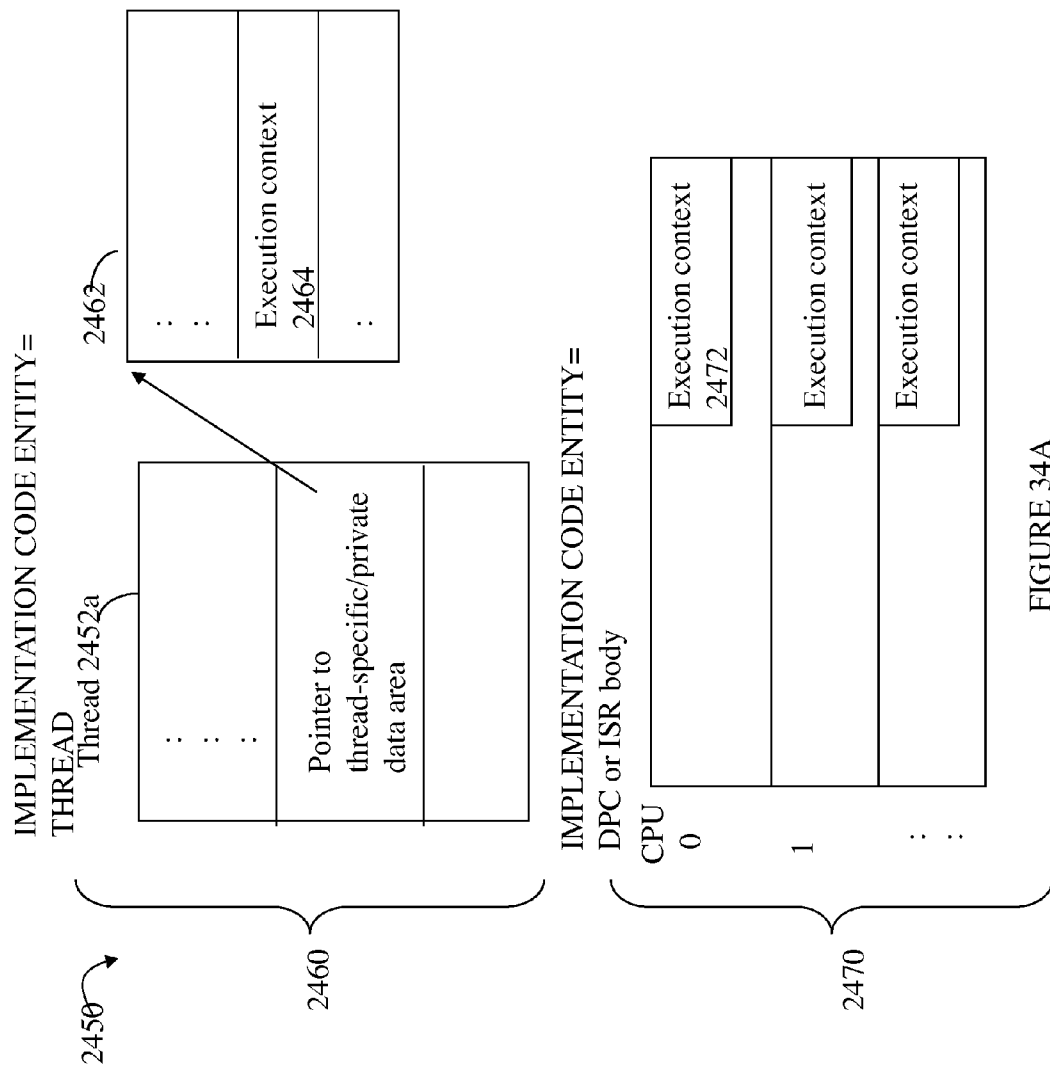 2450
IMPLEMENTATION CODE ENTITY=
THREAD
Thread 2452a
2462
2460
: : :
Pointer to
thread-specific/private
data area
: :
Execution context
2464
:
IMPLEMENTATION CODE ENTITY=
DPC or ISR body
CPU
2470
0
Execution context
2472
1
Execution context
: :
Execution context
FIGURE 34A